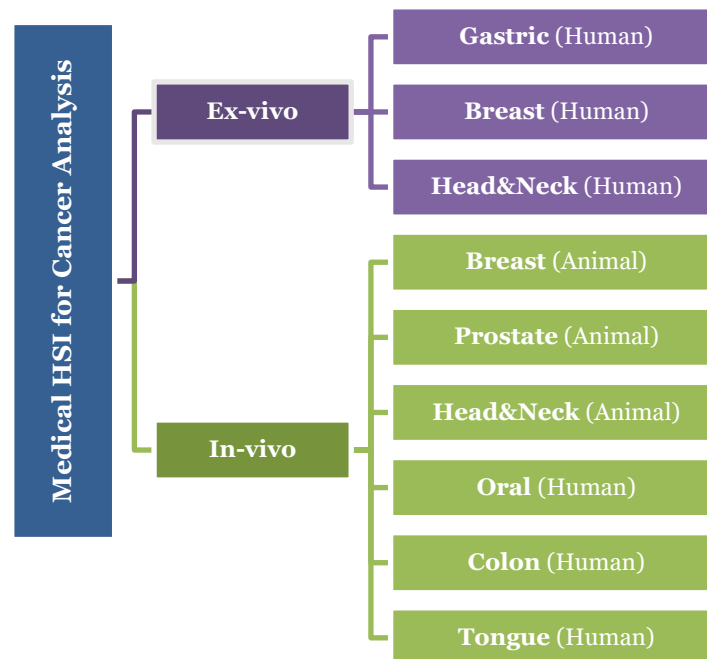 Medical HSI for Cancer Analysis
Ex-vivo
Gastric (Human)
Breast (Human)
Head&Neck (Human)
In-vivo
Breast (Animal)
Prostate (Animal)
Head&Neck (Animal)
Oral (Human)
Colon (Human)
Tongue (Human)